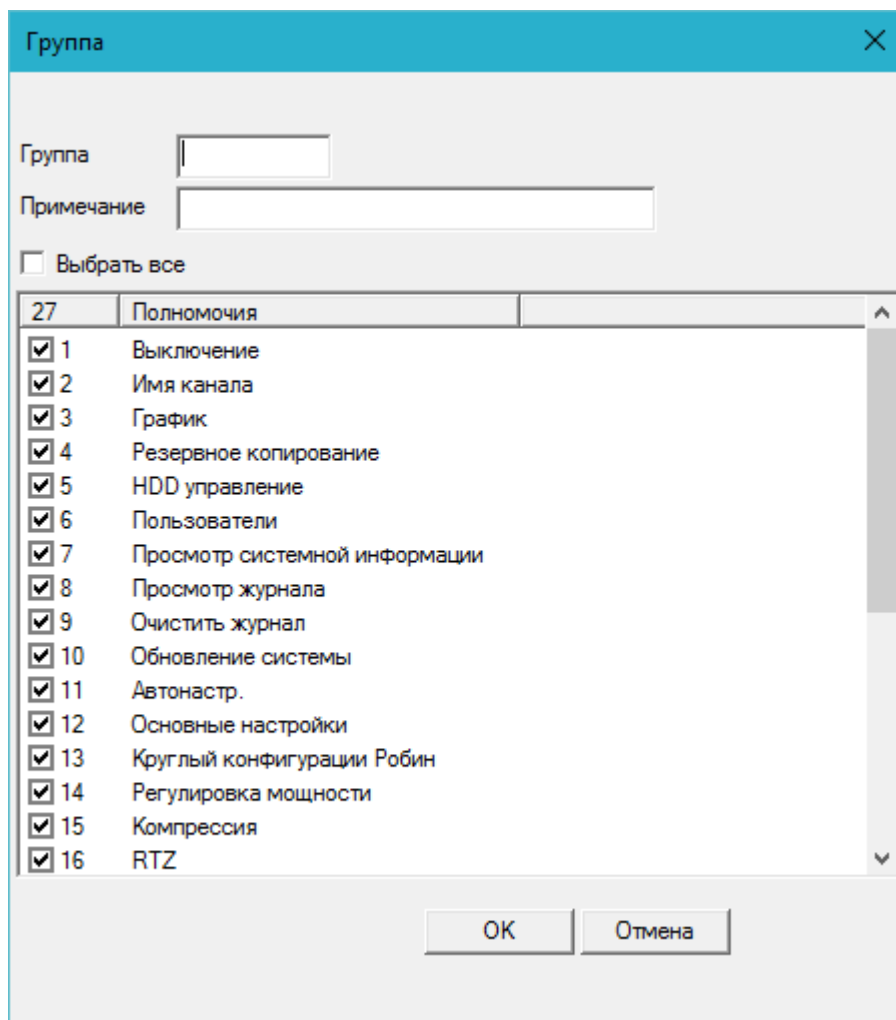 Группа
Группа
Примечание
Выбрать все
27 Полномочия
1 Выключение
2 Имя канала
3 График
4 Резервное копирование
5 HDD управление
6 Пользователи
7 Просмотр системной информации
8 Просмотр журнала
9 Очистить журнал
10 Обновление системы
11 Автонастр.
12 Основные настройки
13 Круглый конфигурации Робин
14 Регулировка мощности
15 Компрессия
16 RTZ
OK Отмена